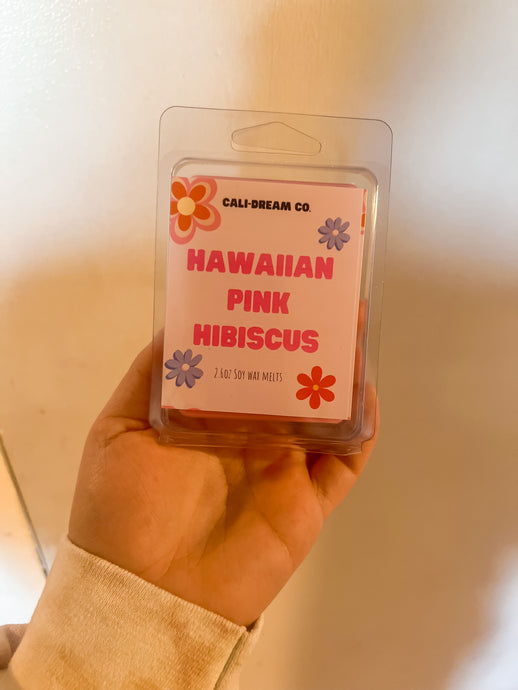 CALI-DREAM CO.
HAWAIIAN
PINK
HIBISCUS
2.6oz SOY WAX MELTS